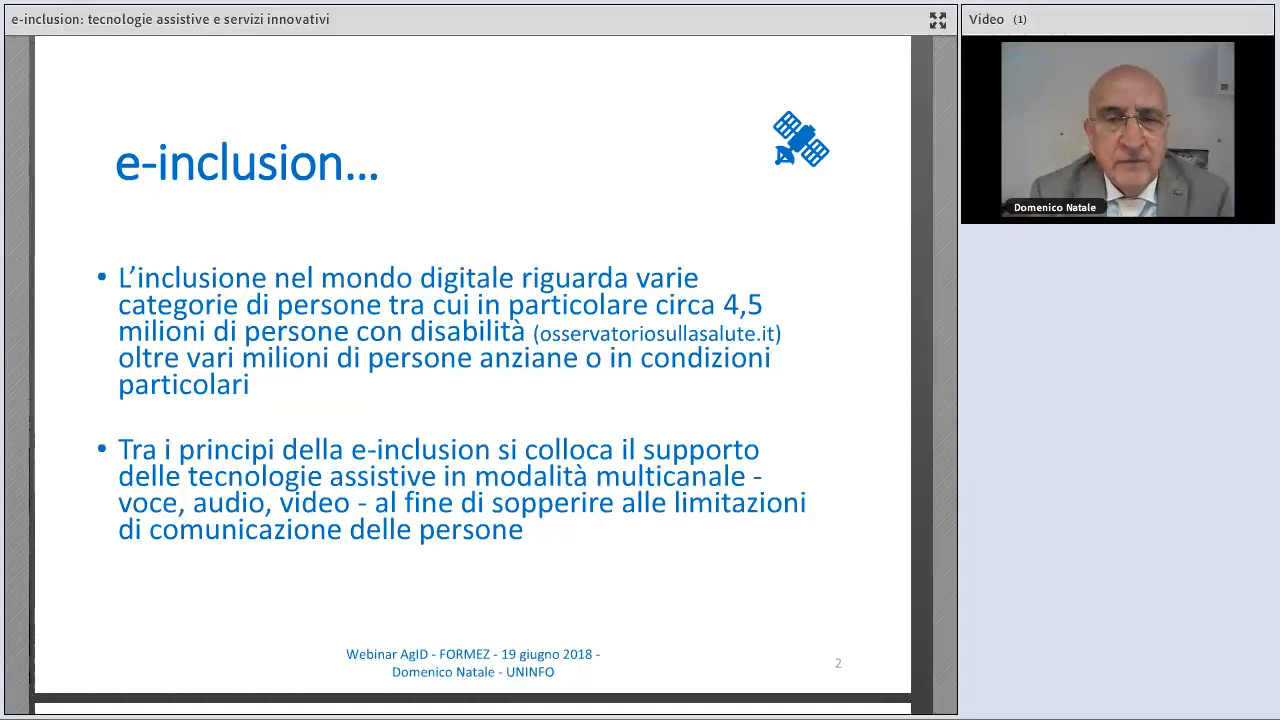 e-inclusion: tecnologie assistive e servizi innovativi
Video (1)
Domenico Natale
e-inclusion...
• L’inclusione nel mondo digitale riguarda varie
categorie di persone tra cui in particolare circa 4,5
milioni di persone con disabilità (osservatoriosullasalute.it)
oltre vari milioni di persone anziane o in condizioni
particolari
• Tra i principi della e-inclusion si colloca il supporto
delle tecnologie assistive in modalità multicanale -
voce, audio, video - al fine di sopperire alle limitazioni
di comunicazione delle persone
Webinar AgID - FORMEZ - 19 giugno 2018 -
Domenico Natale - UNINFO
2